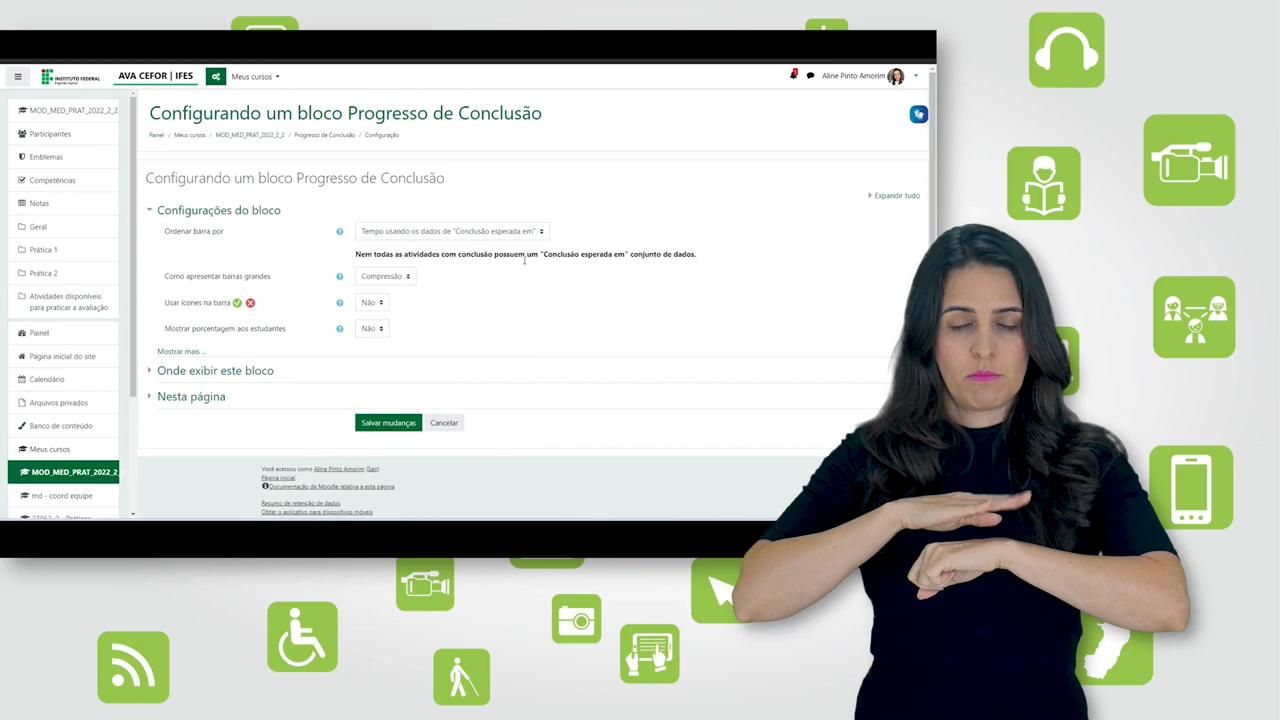 INSTITUTO FEDERAL
Espírito Santo
AVA CEFOR | IFES
Meus cursos
Aline Pinto Amorim
MOD_MED_PRAT_2022_2_2
Participantes
Emblemas
Competências
Notas
Geral
Prática 1
Prática 2
Atividades disponíveis
para praticar a avaliação
Painel
Página inicial do site
Calendário
Arquivos privados
Banco de conteúdo
Meus cursos
MOD_MED_PRAT_2022_2_
md - coord equipe
Configurando um bloco Progresso de Conclusão
Painel / Meus cursos / MOD_MED_PRAT_2022_2_2 / Progresso de Conclusão / Configuração
Configurando um bloco Progresso de Conclusão
Expandir tudo
Configurações do bloco
Ordenar barra por
Tempo usando os dados de "Conclusão esperada em"
Nem todas as atividades com conclusão possuem um "Conclusão esperada em" conjunto de dados.
Como apresentar barras grandes
Compressão
Usar ícones na barra
Não
Mostrar porcentagem aos estudantes
Não
Mostrar mais ...
Onde exibir este bloco
Nesta página
Salvar mudanças
Cancelar
Você acessou como Aline Pinto Amorim (Sair)
Página inicial
Documentação de Moodle relativa a esta página
Resumo de retenção de dados
Obter o aplicativo para dispositivos móveis